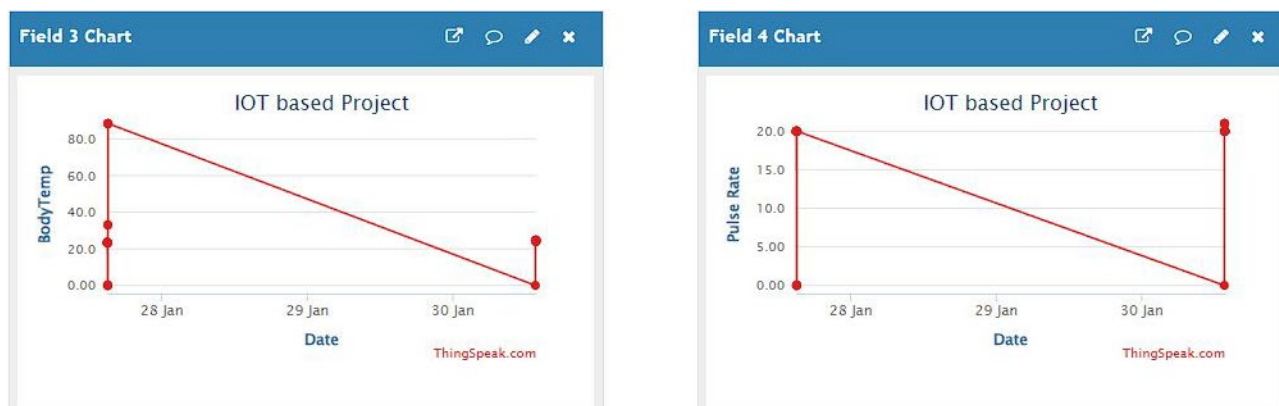 Field 3 Chart
IOT based Project
BodyTemp
80.0
60.0
40.0
20.0
0.00
28 Jan 29 Jan 30 Jan
Date
ThingSpeak.com
Field 4 Chart
IOT based Project
Pulse Rate
20.0
15.0
10.0
5.00
0.00
28 Jan 29 Jan 30 Jan
Date
ThingSpeak.com